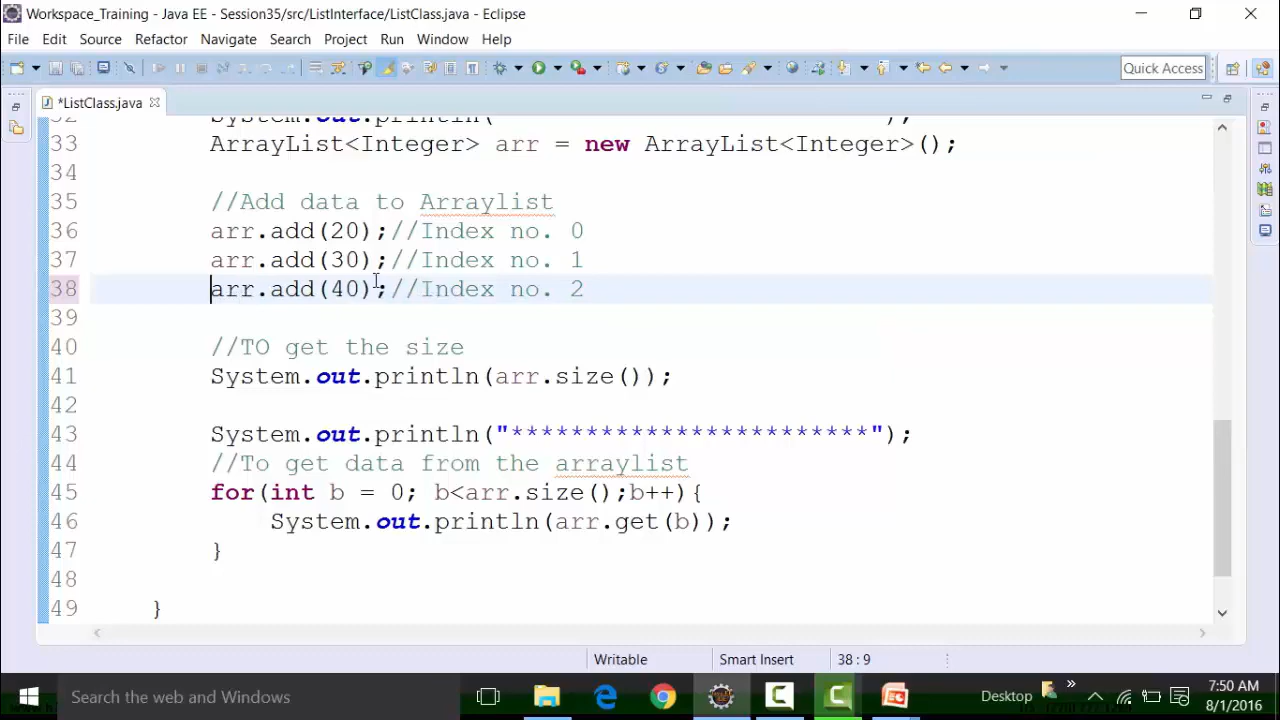 Workspace_Training - Java EE - Session35/src/ListInterface/ListClass.java - Eclipse
File Edit Source Refactor Navigate Search Project Run Window Help
Quick Access
*ListClass.java
32 System.out.println(" );
33 ArrayList<Integer> arr = new ArrayList<Integer>();
34
35 //Add data to Arraylist
36 arr.add(20);//Index no. 0
37 arr.add(30);//Index no. 1
38 arr.add(40);//Index no. 2
39
40 //TO get the size
41 System.out.println(arr.size());
42
43 System.out.println("************************");
44 //To get data from the arraylist
45 for(int b = 0; b<arr.size();b++){
46 System.out.println(arr.get(b));
47 }
48
49 }
Writable Smart Insert 38 : 9
Search the web and Windows Desktop 7:50 AM
8/1/2016